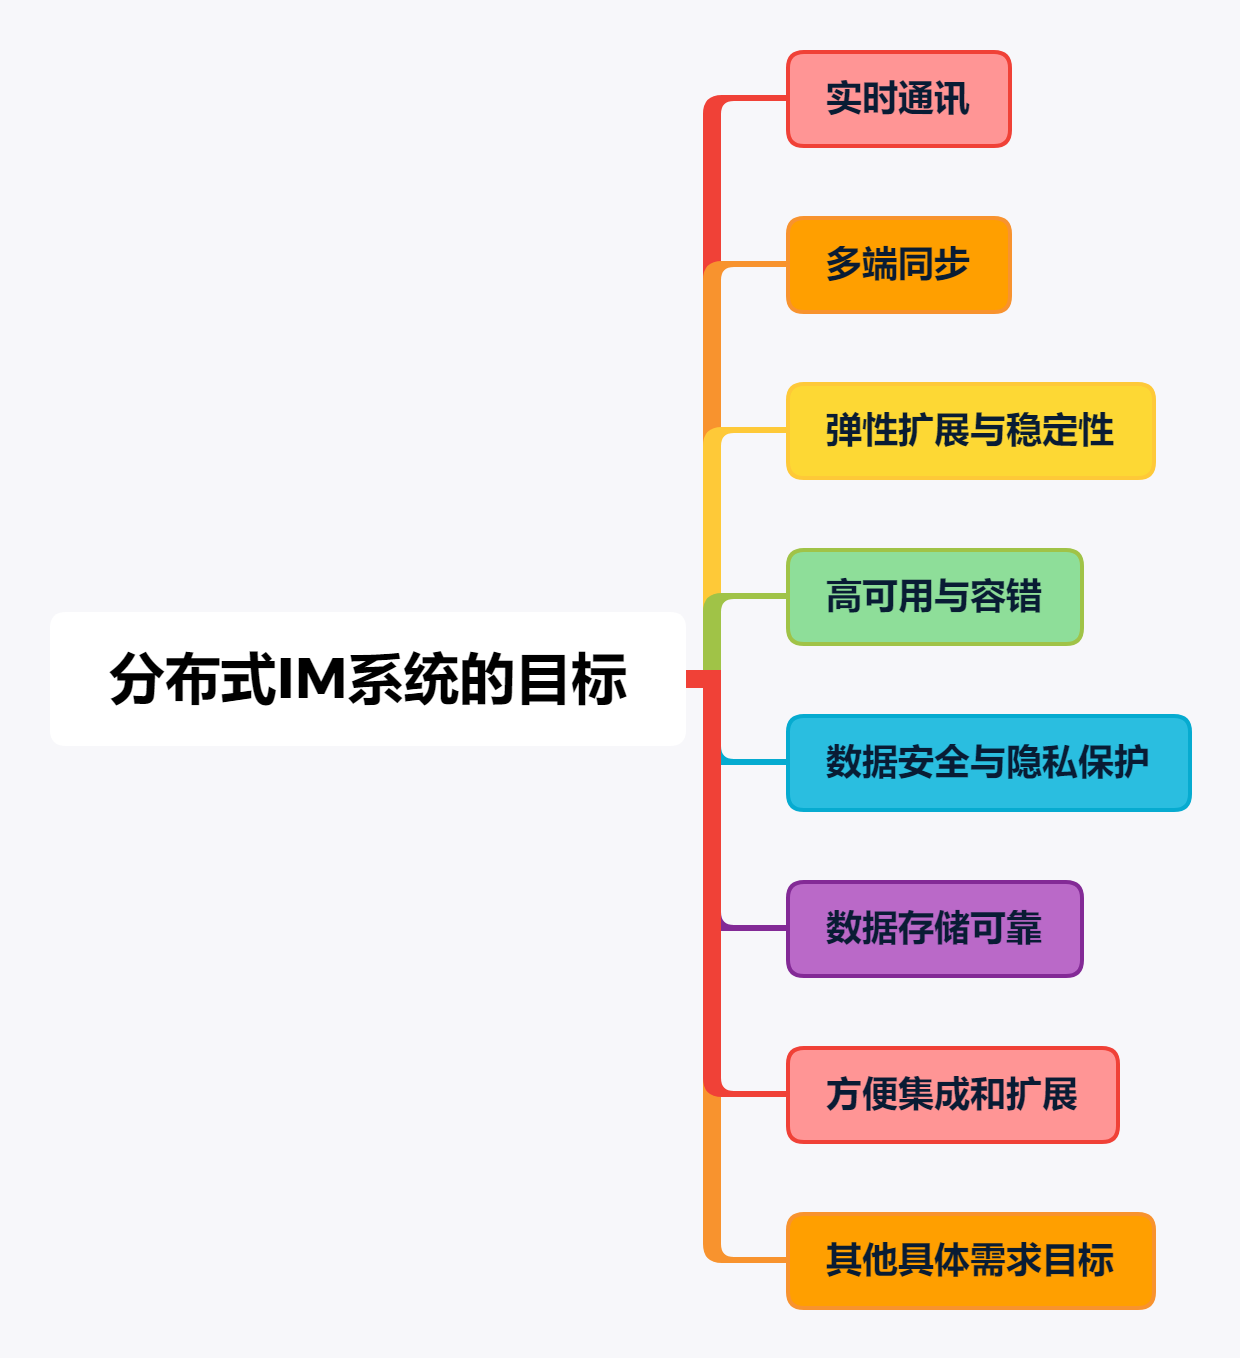 分布式IM系统的目标
实时通讯
多端同步
弹性扩展与稳定性
高可用与容错
数据安全与隐私保护
数据存储可靠
方便集成和扩展
其他具体需求目标